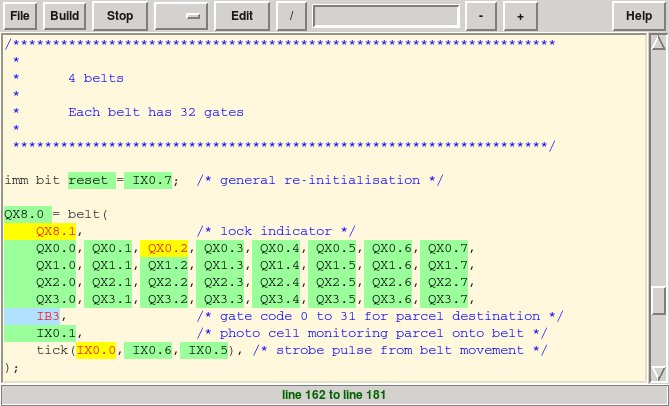 File Build Stop Edit / - + Help
/********************************************************************
 *
 *      4 belts
 *
 *      Each belt has 32 gates
 *
 *******************************************************************/
imm bit reset = IX0.7;  /* general re-initialisation */
QX8.0 = belt(
    QX8.1,              /* lock indicator */
    QX0.0, QX0.1, QX0.2, QX0.3, QX0.4, QX0.5, QX0.6, QX0.7,
    QX1.0, QX1.1, QX1.2, QX1.3, QX1.4, QX1.5, QX1.6, QX1.7,
    QX2.0, QX2.1, QX2.2, QX2.3, QX2.4, QX2.5, QX2.6, QX2.7,
    QX3.0, QX3.1, QX3.2, QX3.3, QX3.4, QX3.5, QX3.6, QX3.7,
    IB3,                /* gate code 0 to 31 for parcel destination */
    IX0.1,              /* photo cell monitoring parcel onto belt */
    tick(IX0.0, IX0.6, IX0.5), /* strobe pulse from belt movement */
);
line 162 to line 181